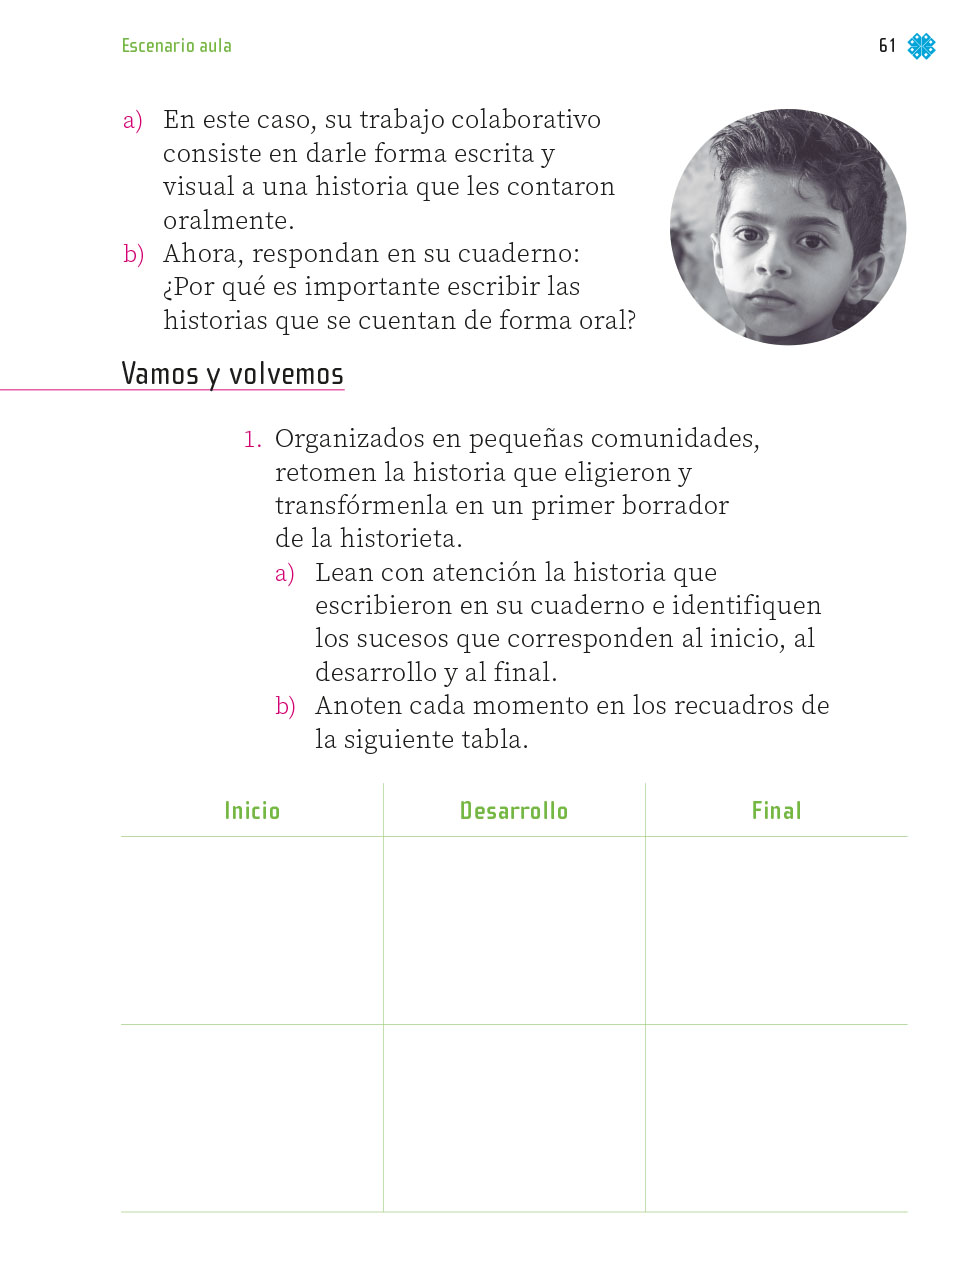 Escenario aula
61
a) En este caso, su trabajo colaborativo
consiste en darle forma escrita y
visual a una historia que les contaron
oralmente.
b) Ahora, respondan en su cuaderno:
¿Por qué es importante escribir las
historias que se cuentan de forma oral?
Vamos y volvemos
1. Organizados en pequeñas comunidades,
retomen la historia que eligieron y
transfórmenla en un primer borrador
de la historieta.
a) Lean con atención la historia que
escribieron en su cuaderno e identifiquen
los sucesos que corresponden al inicio, al
desarrollo y al final.
b) Anoten cada momento en los recuadros de
la siguiente tabla.
Inicio Desarrollo Final